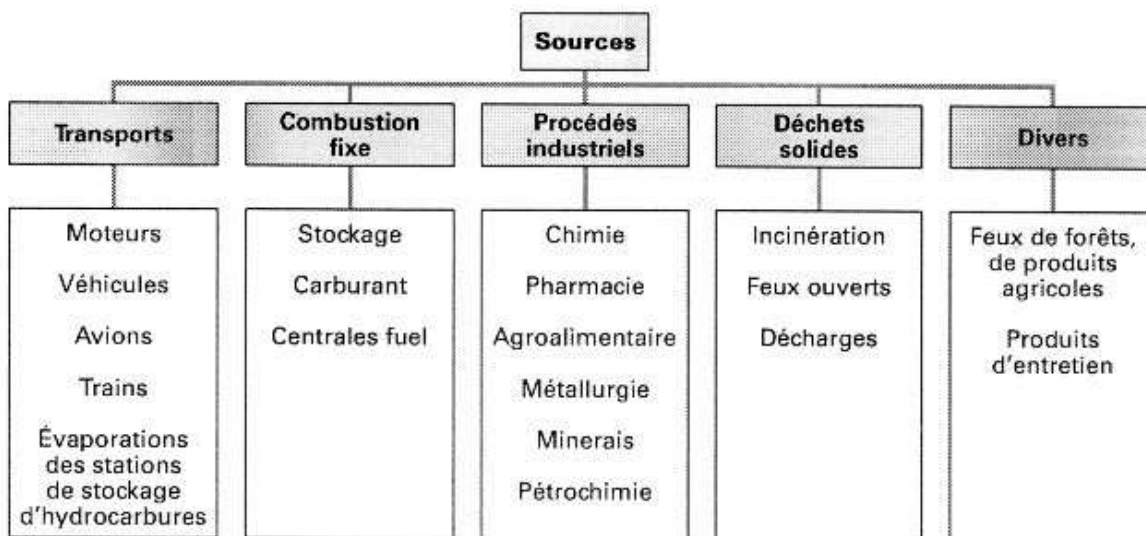 Sources
Transports
Combustion
fixe
Procédés
industriels
Déchets
solides
Divers
Moteurs
Véhicules
Avions
Trains
Évaporations
des stations
de stockage
d'hydrocarbures
Stockage
Carburant
Centrales fuel
Chimie
Pharmacie
Agroalimentaire
Métallurgie
Minerais
Pétrochimie
Incinération
Feux ouverts
Décharges
Feux de forêts,
de produits
agricoles
Produits
d'entretien